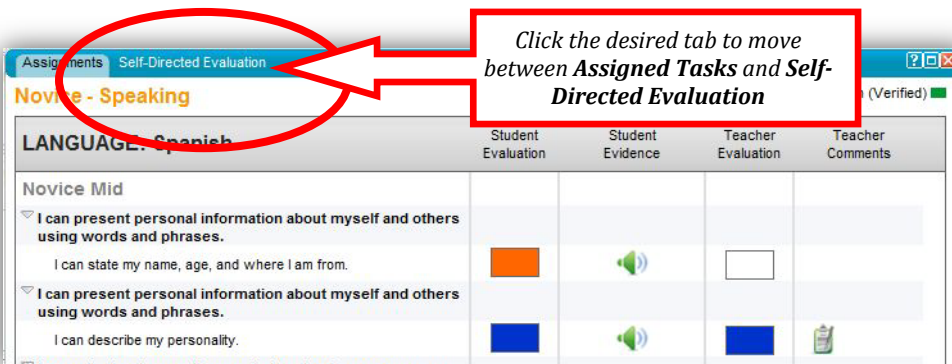 Click the desired tab to move
between Assigned Tasks and Self-
Directed Evaluation
Assignments Self-Directed Evaluation
Novice - Speaking
(Verified)
LANGUAGE: Spanish
Student Evaluation
Student Evidence
Teacher Evaluation
Teacher Comments
Novice Mid
I can present personal information about myself and others
using words and phrases.
I can state my name, age, and where I am from.
I can present personal information about myself and others
using words and phrases.
I can describe my personality.